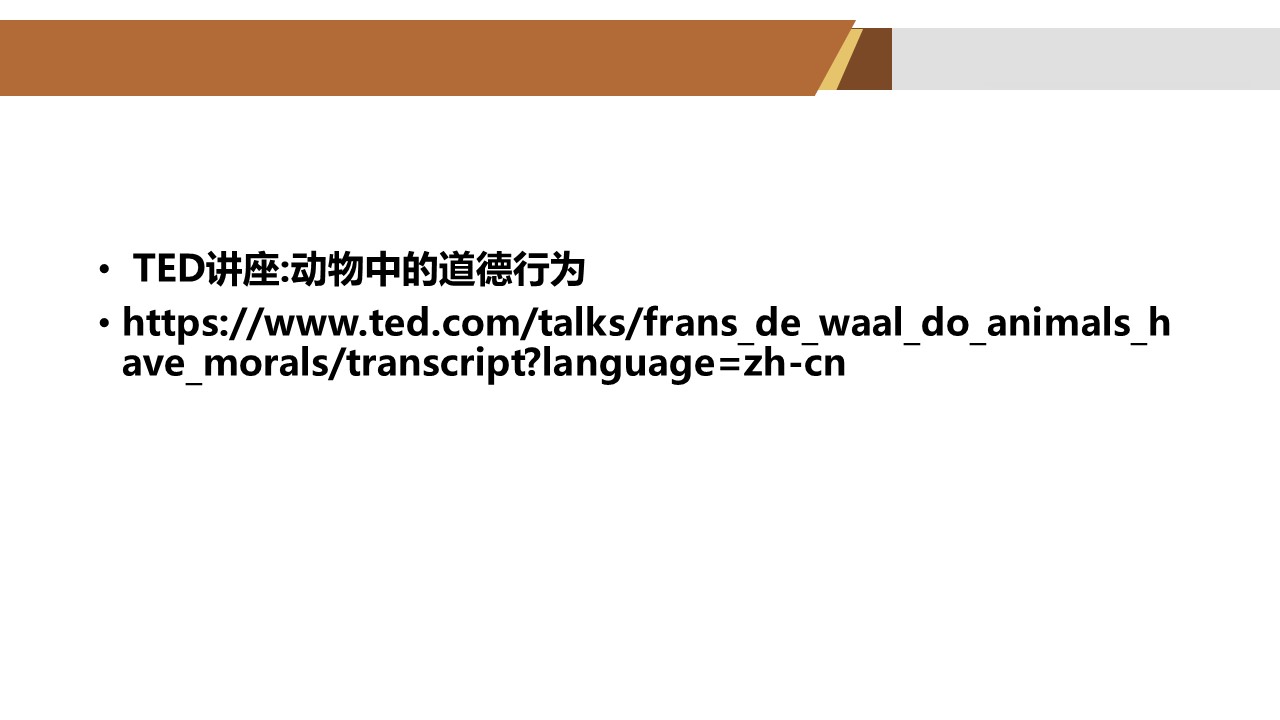 • TED讲座:动物中的道德行为
• https://www.ted.com/talks/frans_de_waal_do_animals_h
ave_morals/transcript?language=zh-cn